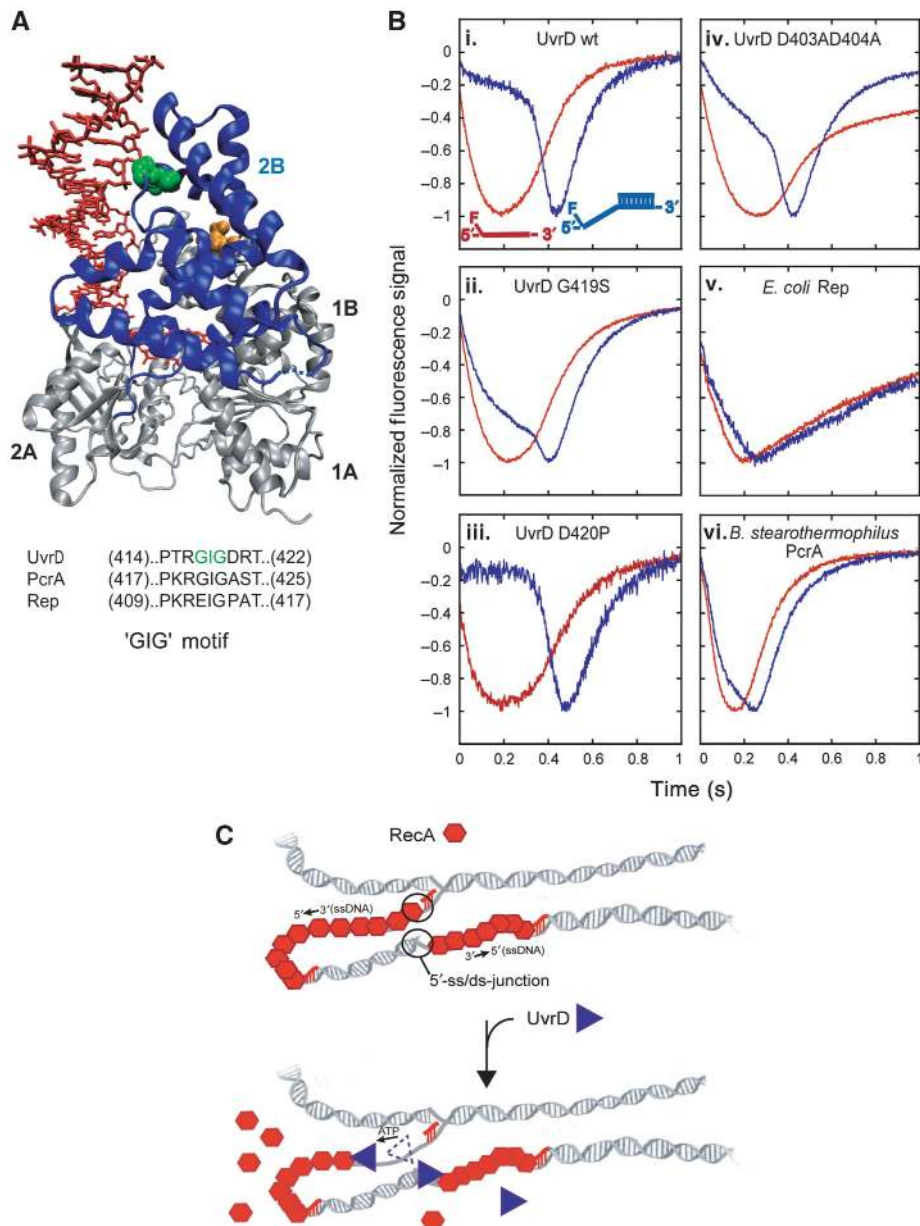 A
2B
1B
2A
1A
UvrD (414)..PTRGIGDRT..(422)
PcrA (417)..PKRGIGAST..(425)
Rep (409)..PKREIGPAT..(417)
'GIG' motif
B
Normalized fluorescence signal
i. UvrD wt
0
−0.2
−0.4
−0.6
−0.8
−1
F
5′ 3′
F
5′ 3′
iv. UvrD D403AD404A
ii. UvrD G419S
0
−0.2
−0.4
−0.6
−0.8
−1
v. E. coli Rep
iii. UvrD D420P
0
−0.2
−0.4
−0.6
−0.8
−1
0 0.2 0.4 0.6 0.8 1
vi. B. stearothermophilus
PcrA
0 0.2 0.4 0.6 0.8 1
Time (s)
C
RecA
5′ 3′(ssDNA)
3′ 5′(ssDNA)
5′-ss/ds-junction
UvrD
ATP